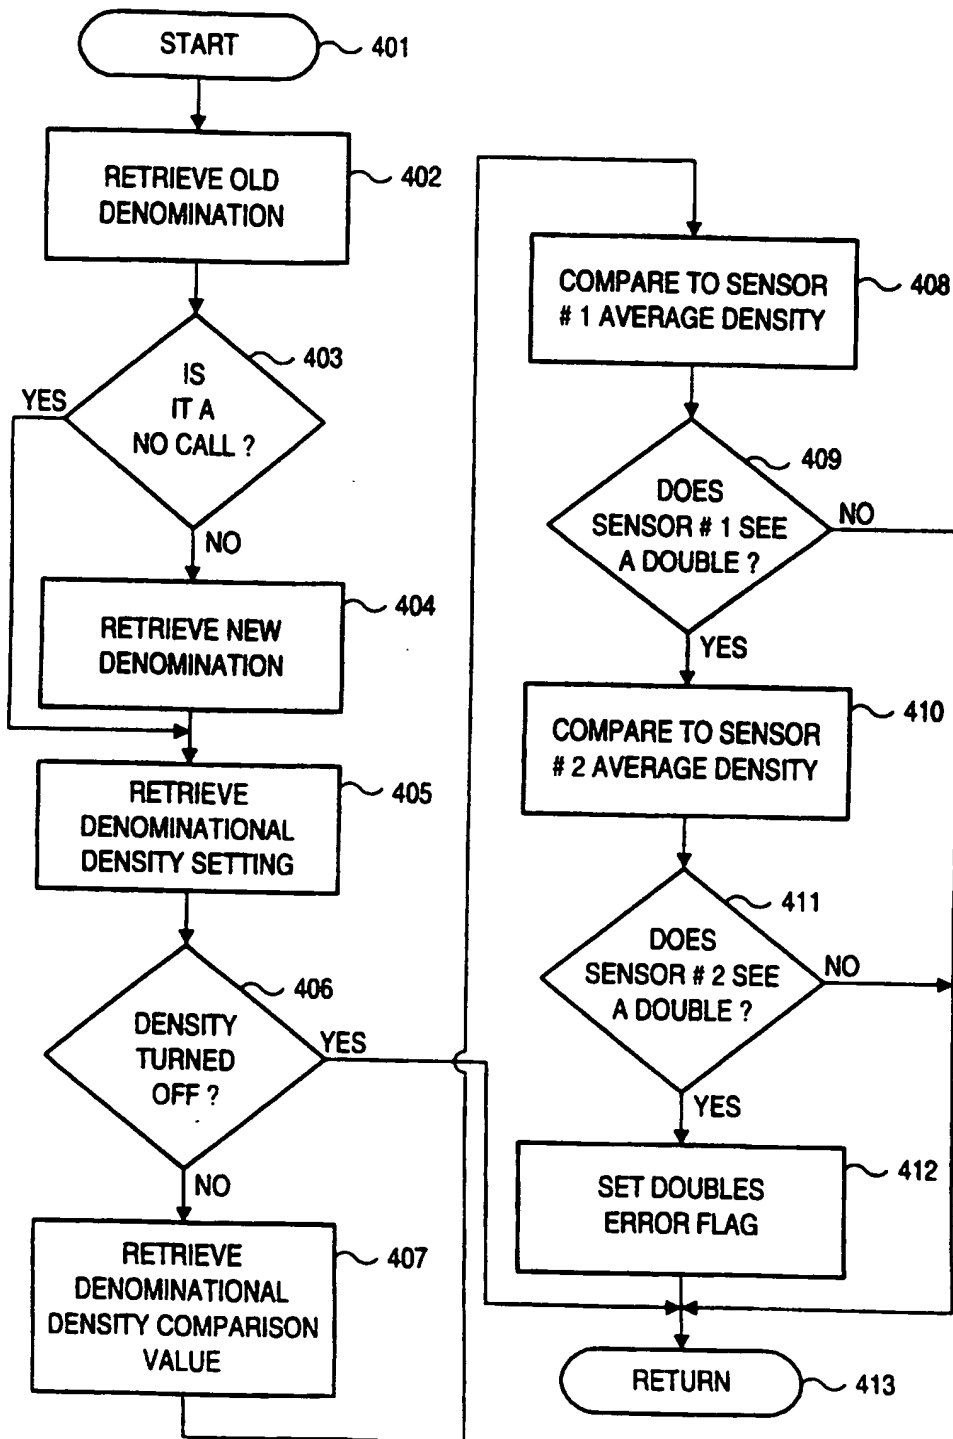 START
401
RETRIEVE OLD
DENOMINATION
402
IS
IT A
NO CALL ?
403
YES
NO
RETRIEVE NEW
DENOMINATION
404
RETRIEVE
DENOMINATIONAL
DENSITY SETTING
405
DENSITY
TURNED
OFF ?
406
YES
NO
RETRIEVE
DENOMINATIONAL
DENSITY COMPARISON
VALUE
407
COMPARE TO SENSOR
# 1 AVERAGE DENSITY
408
DOES
SENSOR # 1 SEE
A DOUBLE ?
409
NO
YES
COMPARE TO SENSOR
# 2 AVERAGE DENSITY
410
DOES
SENSOR # 2 SEE
A DOUBLE ?
411
NO
YES
SET DOUBLES
ERROR FLAG
412
RETURN
413